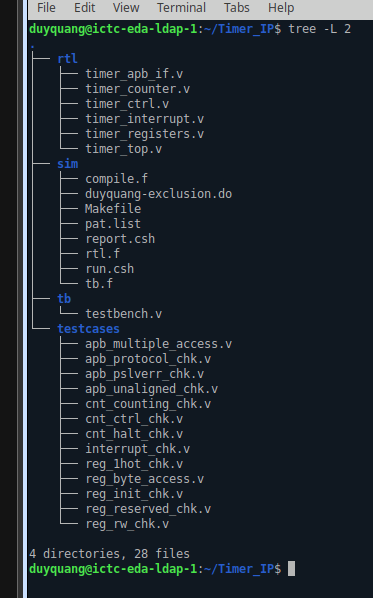 File Edit View Terminal Tabs Help
duyquang@ictc-eda-ldap-1:~/Timer_IP$ tree -L 2
.
├── rtl
│   ├── timer_apb_if.v
│   ├── timer_counter.v
│   ├── timer_ctrl.v
│   ├── timer_interrupt.v
│   ├── timer_registers.v
│   └── timer_top.v
├── sim
│   ├── compile.f
│   ├── duyquang-exclusion.do
│   ├── Makefile
│   ├── pat.list
│   ├── report.csh
│   ├── rtl.f
│   ├── run.csh
│   └── tb.f
├── tb
│   └── testbench.v
└── testcases
    ├── apb_multiple_access.v
    ├── apb_protocol_chk.v
    ├── apb_pslverr_chk.v
    ├── apb_unaligned_chk.v
    ├── cnt_counting_chk.v
    ├── cnt_ctrl_chk.v
    ├── cnt_halt_chk.v
    ├── interrupt_chk.v
    ├── reg_1hot_chk.v
    ├── reg_byte_access.v
    ├── reg_init_chk.v
    ├── reg_reserved_chk.v
    └── reg_rw_chk.v
4 directories, 28 files
duyquang@ictc-eda-ldap-1:~/Timer_IP$